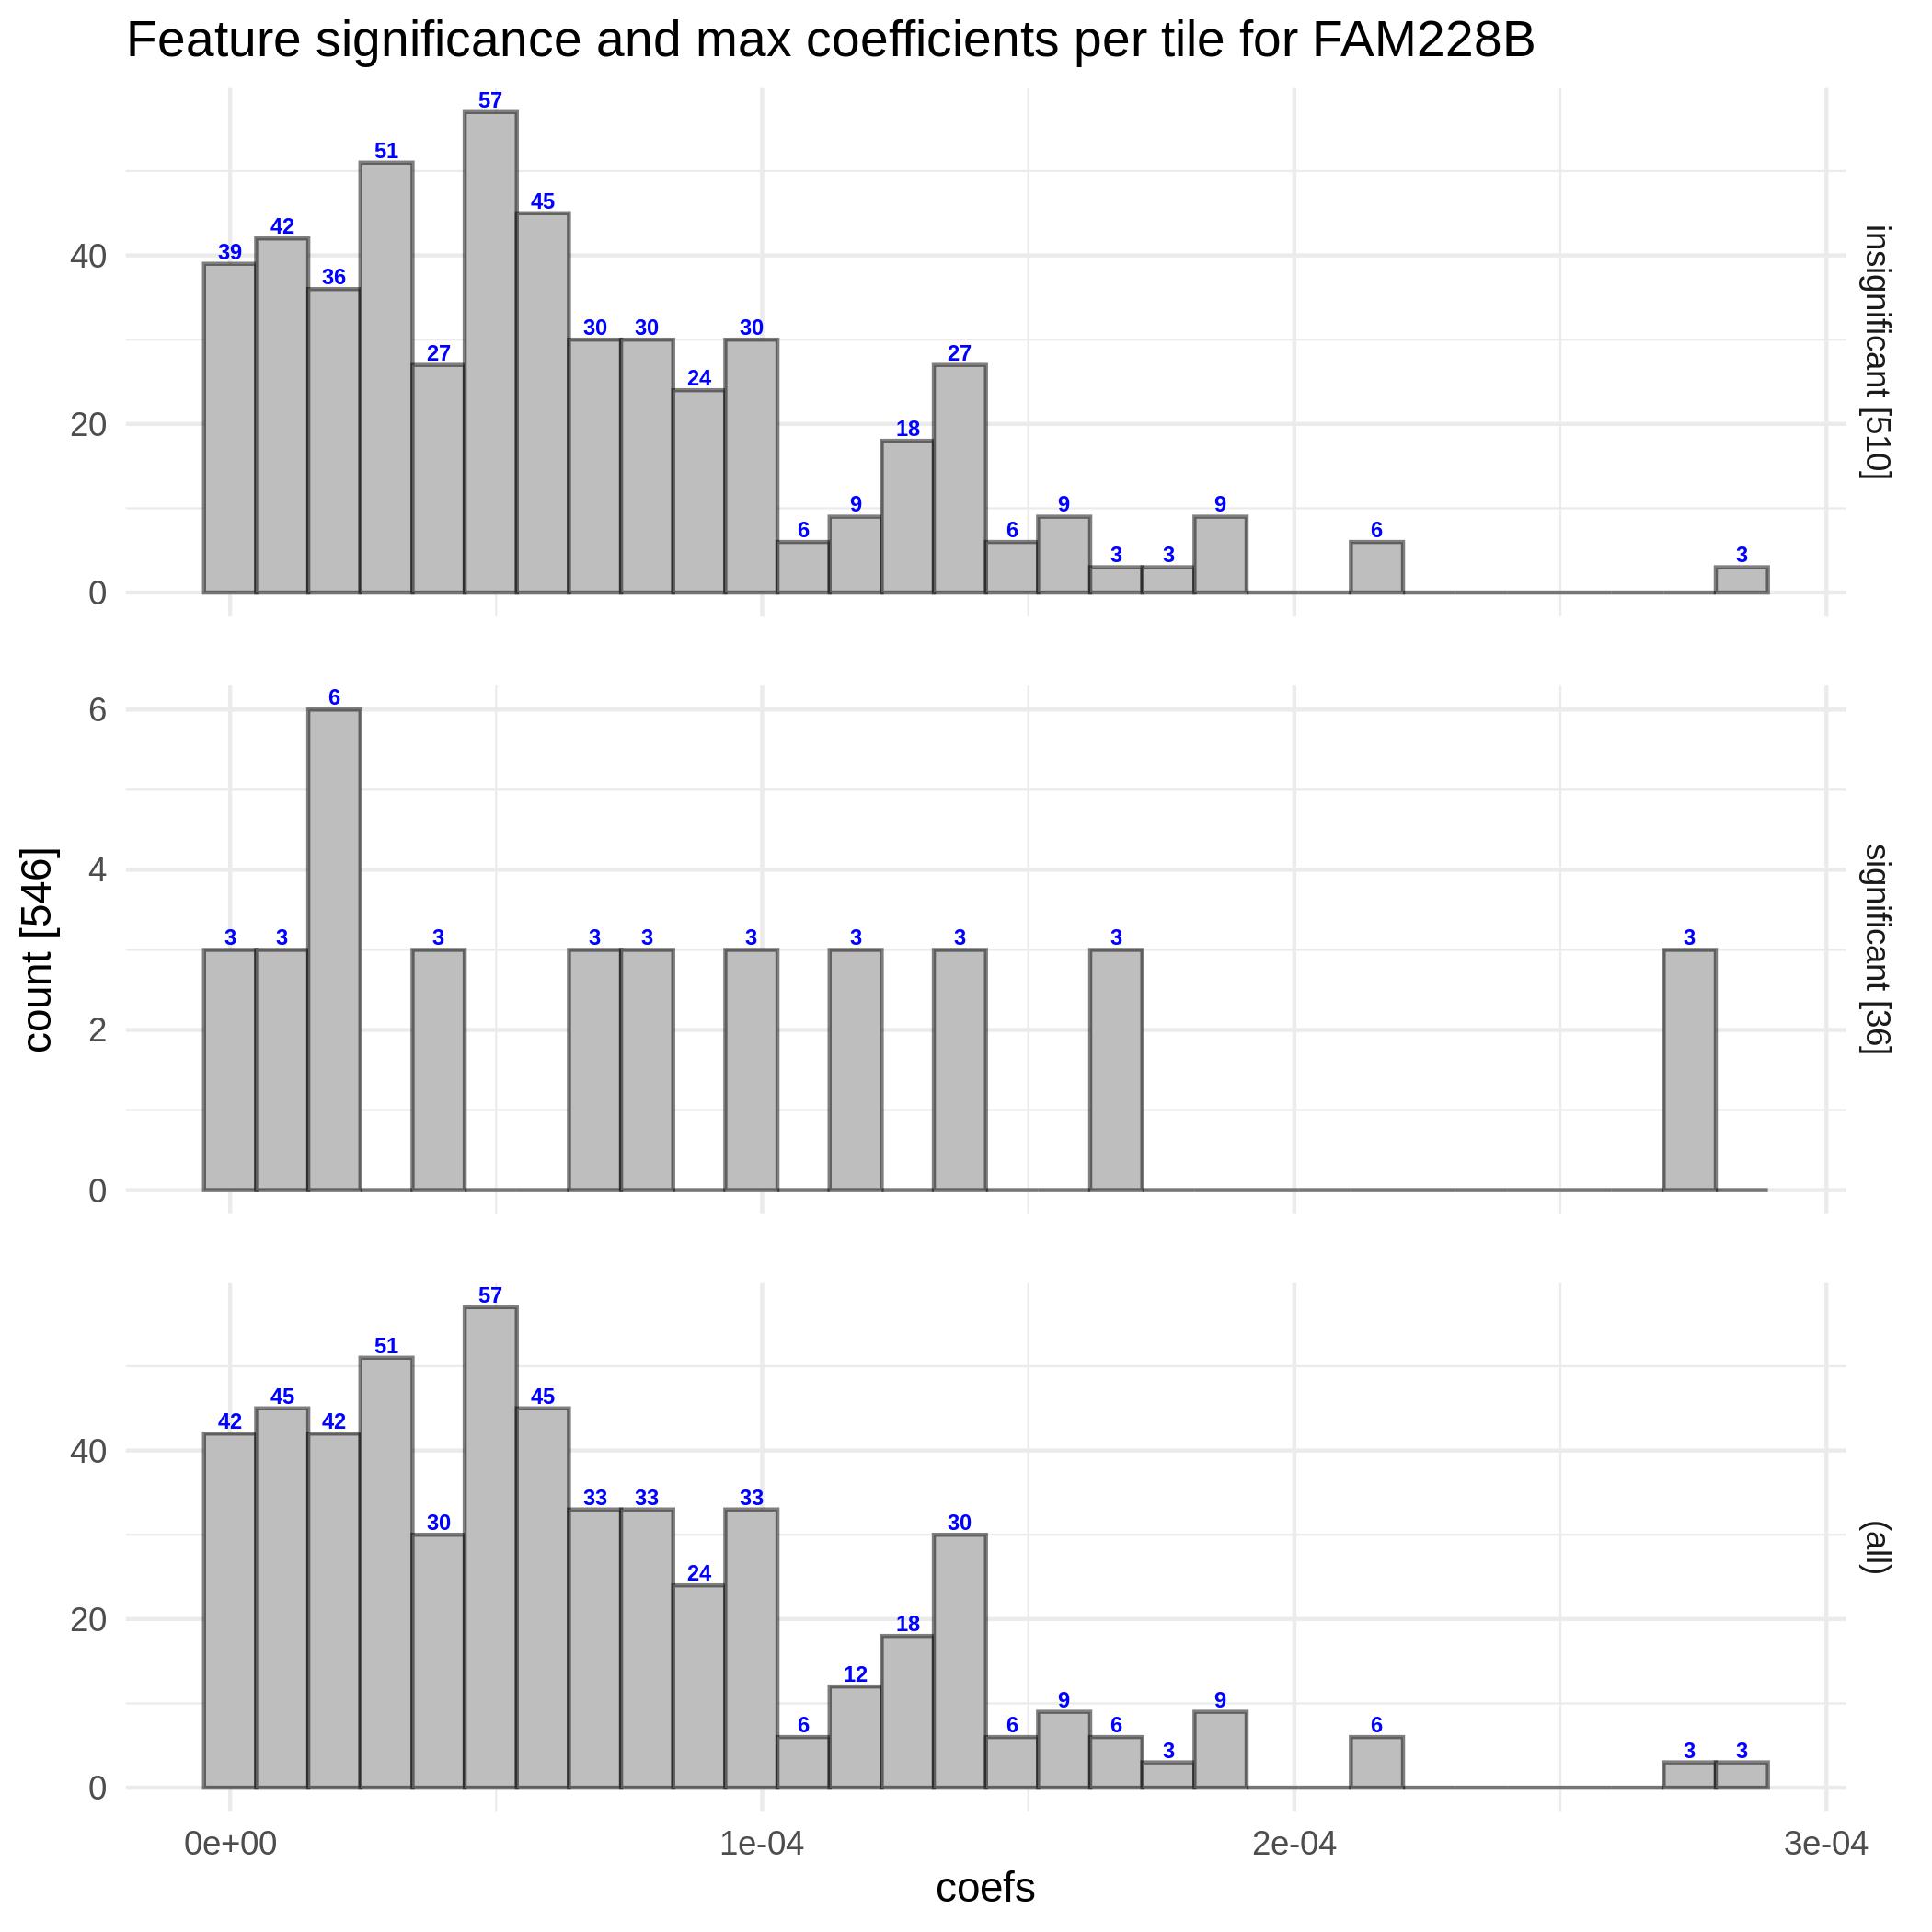 Feature significance and max coefficients per tile for FAM228B
count [546]
insignificant [510]
40
20
0
39 42 36 51 27 57 45 30 30 24 30 6 9 18 27 6 9 3 3 9 6 3
significant [36]
6
4
2
0
3 3 6 3 3 3 3 3 3 3 3
(all)
40
20
0
42 45 42 51 30 57 45 33 33 24 33 6 12 18 30 6 9 6 3 9 6 3 3
0e+00 1e-04 2e-04 3e-04
coefs